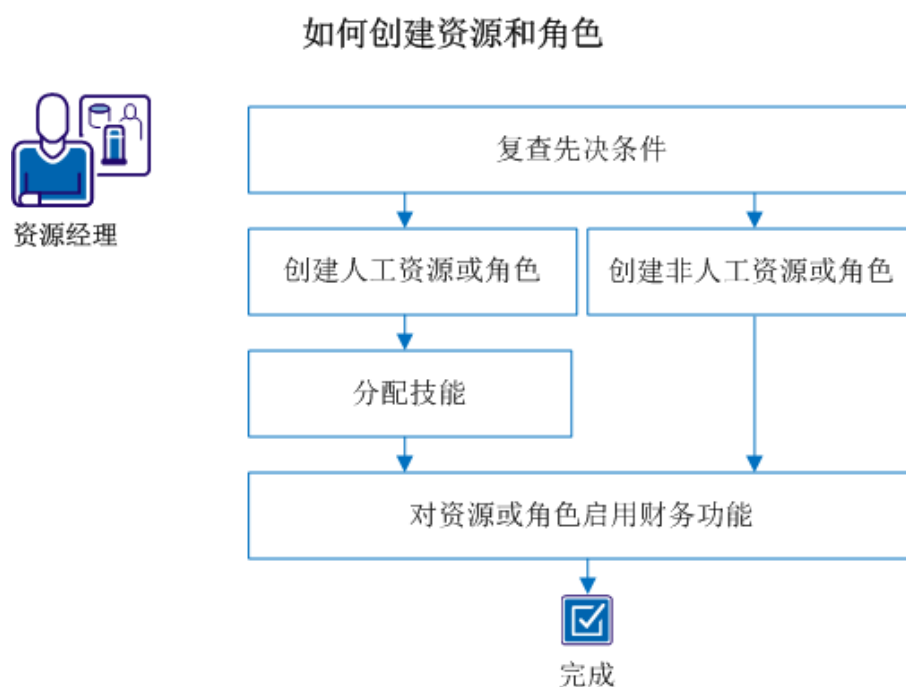 如何创建资源和角色
资源经理
复查先决条件
创建人工资源或角色
创建非人工资源或角色
分配技能
对资源或角色启用财务功能
完成